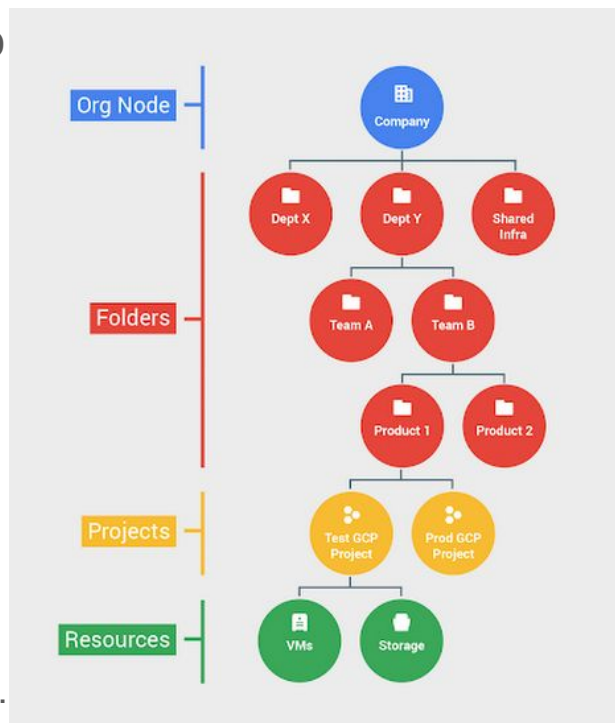 Org Node
Company
Dept X
Dept Y
Shared
Infra
Folders
Team A
Team B
Product 1
Product 2
Projects
Test GCP
Project
Prod GCP
Project
Resources
VMs
Storage